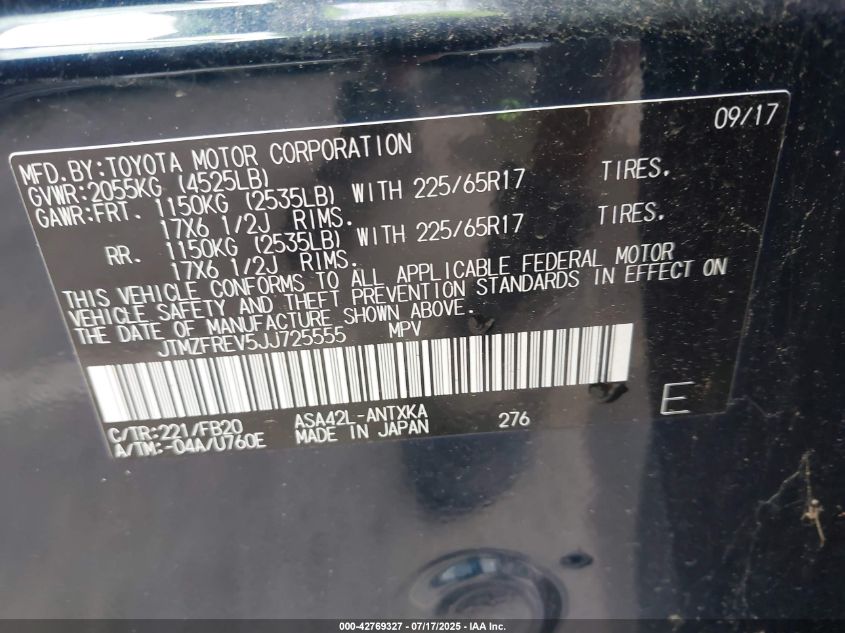 09/17
MFD.BY:TOYOTA MOTOR CORPORATION
GVWR:2055KG (4525LB)
GAWR:FRT. 1150KG (2535LB) WITH 225/65R17 TIRES.
17X6 1/2J RIMS.
RR. 1150KG (2535LB) WITH 225/65R17 TIRES.
17X6 1/2J RIMS.
THIS VEHICLE CONFORMS TO ALL APPLICABLE FEDERAL MOTOR
VEHICLE SAFETY AND THEFT PREVENTION STANDARDS IN EFFECT ON
THE DATE OF MANUFACTURE SHOWN ABOVE.
JTMZFREV5JJ725555 MPV
C/TR:221/FB20 ASA42L-ANTXKA 276 E
A/TM:-04A/U760E MADE IN JAPAN
000-42769327 - 07/17/2025 - IAA Inc.